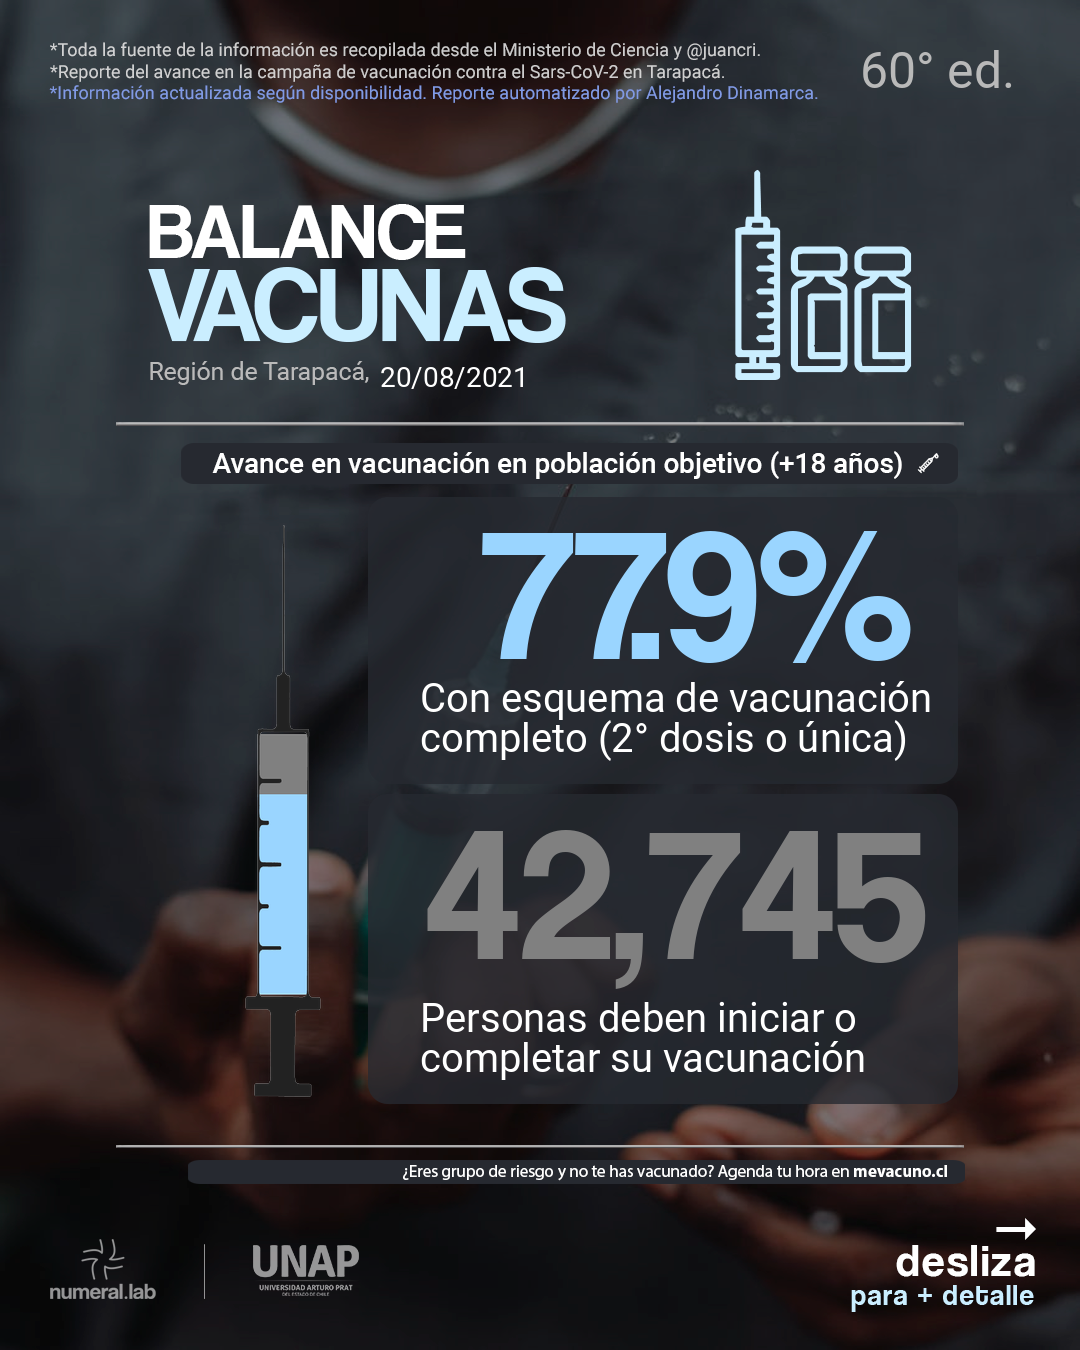 *Toda la fuente de la información es recopilada desde el Ministerio de Ciencia y @juancri.
*Reporte del avance en la campaña de vacunación contra el Sars-CoV-2 en Tarapacá.
*Información actualizada según disponibilidad. Reporte automatizado por Alejandro Dinamarca.
60° ed.
BALANCE
VACUNAS
Región de Tarapacá, 20/08/2021
Avance en vacunación en población objetivo (+18 años)
77.9%
Con esquema de vacunación
completo (2° dosis o única)
42,745
Personas deben iniciar o
completar su vacunación
¿Eres grupo de riesgo y no te has vacunado? Agenda tu hora en mevacuno.cl
numeral.lab
UNAP
UNIVERSIDAD ARTURO PRAT
DEL ESTADO DE CHILE
desliza
para + detalle